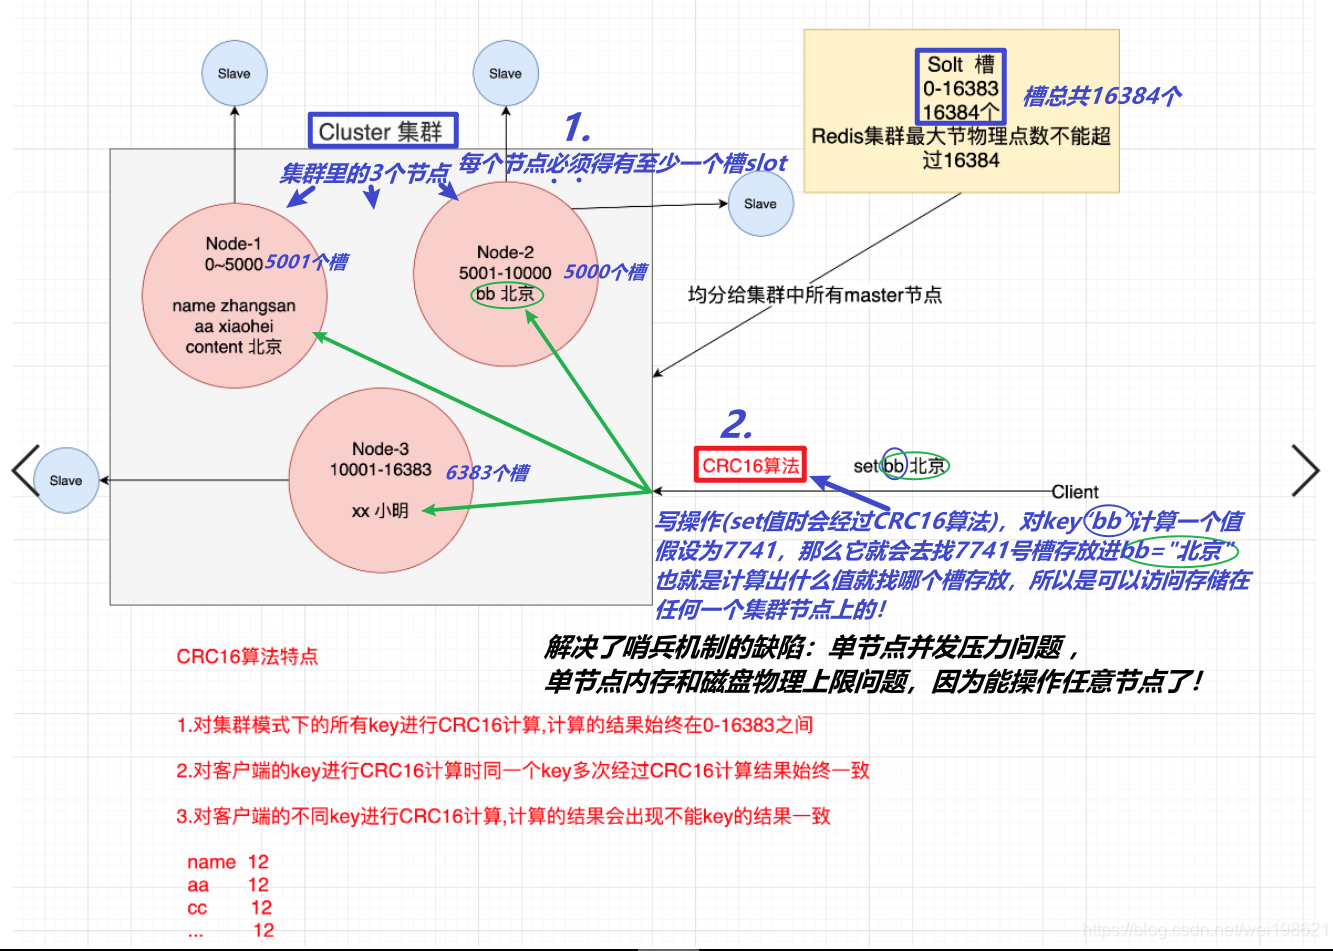 Slave
Slave
Solt 槽
0-16383
16384个
槽总共16384个
Redis集群最大节物理点数不能超
过16384
Cluster 集群
1.
集群里的3个节点
每个节点必须得有至少一个槽slot
Slave
Node-1
0~5000
5001个槽
name zhangsan
aa xiaohei
content 北京
Node-2
5001-10000
5000个槽
bb 北京
均分给集群中所有master节点
2.
CRC16算法
set bb 北京
Client
Node-3
10001-16383
6383个槽
xx 小明
Slave
写操作(set值时会经过CRC16算法)，对key“bb”计算一个值
假设为7741，那么它就会去找7741号槽存放进bb="北京"
也就是计算出什么值就找哪个槽存放，所以是可以访问存储在
任何一个集群节点上的！
解决了哨兵机制的缺陷：单节点并发压力问题，
单节点内存和磁盘物理上限问题，因为能操作任意节点了！
CRC16算法特点
1.对集群模式下的所有key进行CRC16计算,计算的结果始终在0-16383之间
2.对客户端的key进行CRC16计算时同一个key多次经过CRC16计算结果始终一致
3.对客户端的不同key进行CRC16计算,计算的结果会出现不能key的结果一致
name 12
aa 12
cc 12
... 12
https://blog.csdn.net/wei198621